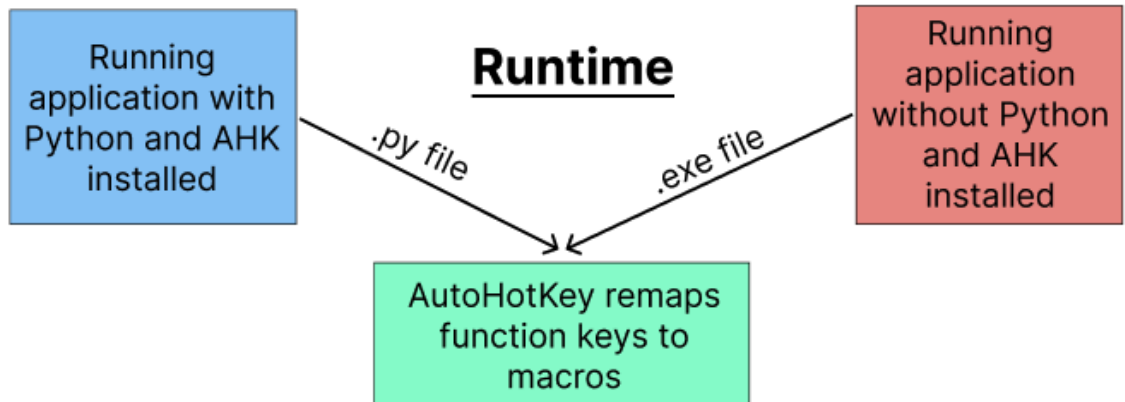 Running
application with
Python and AHK
installed
Runtime
Running
application
without Python
and AHK
installed
.py file
.exe file
AutoHotKey remaps
function keys to
macros